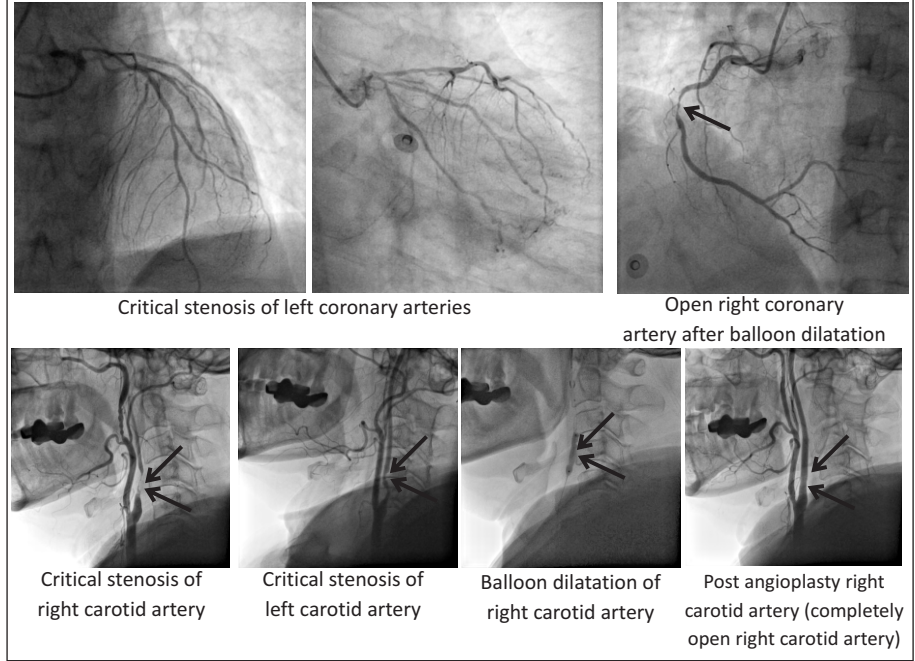 Critical stenosis of left coronary arteries
Open right coronary
artery after balloon dilatation
Critical stenosis of
right carotid artery
Critical stenosis of
left carotid artery
Balloon dilatation of
right carotid artery
Post angioplasty right
carotid artery (completely
open right carotid artery)